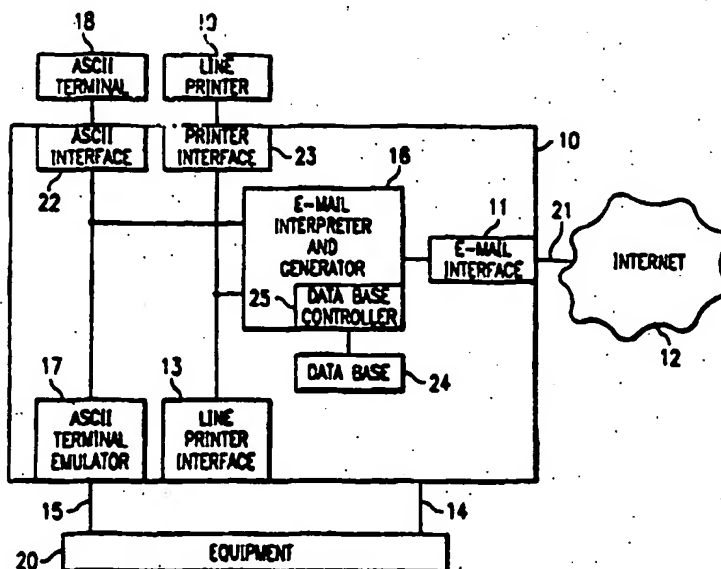 18
19
ASCII
TERMINAL
LINE
PRINTER
ASCII
INTERFACE
PRINTER
INTERFACE
22
23
10
16
E-MAIL
INTERPRETER
AND
GENERATOR
11
E-MAIL
INTERFACE
21
INTERNET
12
25
DATA BASE
CONTROLLER
DATA BASE
24
17
13
ASCII
TERMINAL
EMULATOR
LINE
PRINTER
INTERFACE
15
14
20
EQUIPMENT